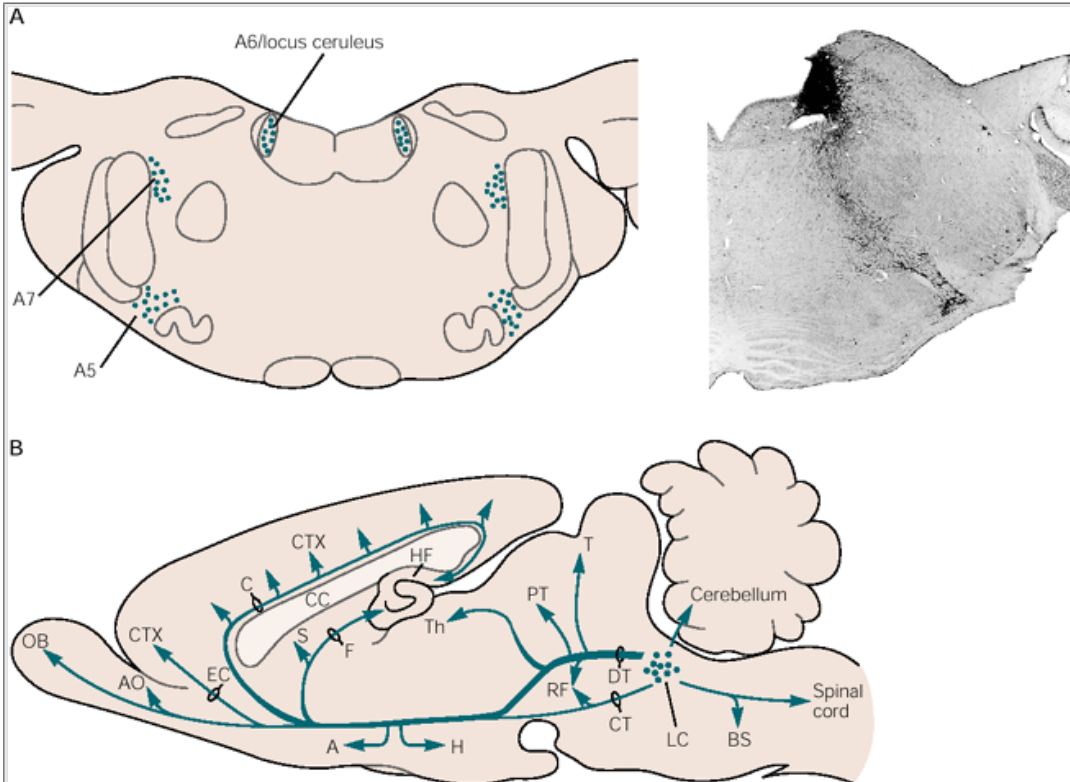 A
A6/locus ceruleus
A7
A5
B
CTX
HF
T
C
CC
PT
Cerebellum
OB
CTX
S
Th
F
AO
EC
RF
DT
Spinal
cord
CT
LC
BS
A
H